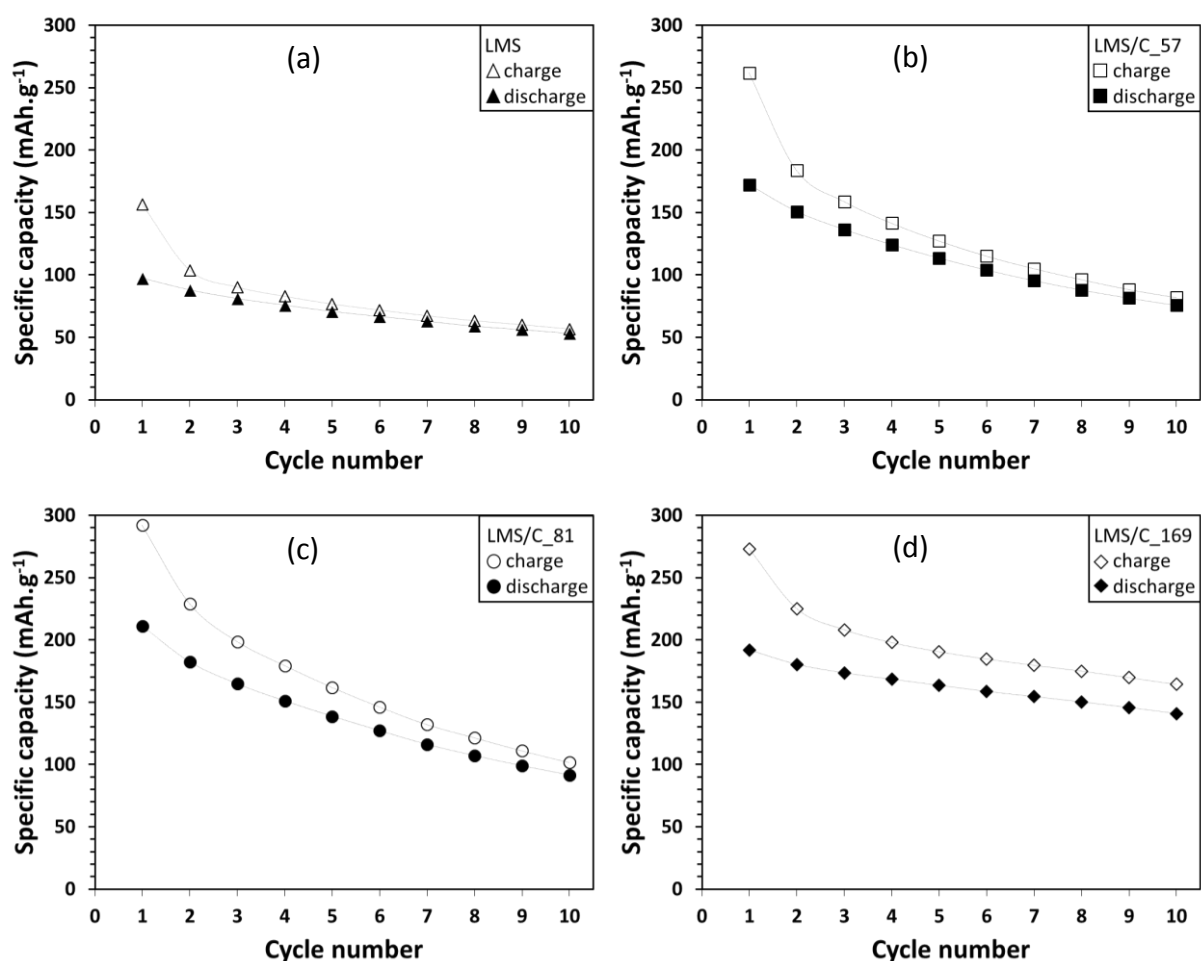 LMS
charge
discharge
(a)
Specific capacity (mAh.g⁻¹)
300
250
200
150
100
50
0
0 1 2 3 4 5 6 7 8 9 10
Cycle number
LMS/C_57
charge
discharge
(b)
Specific capacity (mAh.g⁻¹)
300
250
200
150
100
50
0
0 1 2 3 4 5 6 7 8 9 10
Cycle number
LMS/C_81
charge
discharge
(c)
Specific capacity (mAh.g⁻¹)
300
250
200
150
100
50
0
0 1 2 3 4 5 6 7 8 9 10
Cycle number
LMS/C_169
charge
discharge
(d)
Specific capacity (mAh.g⁻¹)
300
250
200
150
100
50
0
0 1 2 3 4 5 6 7 8 9 10
Cycle number